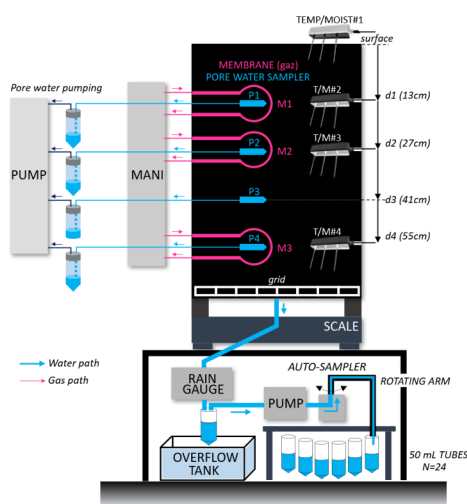 TEMP/MOIST#1
surface
MEMBRANE (gaz)
PORE WATER SAMPLER
Pore water pumping
P1
M1
T/M#2
d1 (13cm)
P2
M2
T/M#3
d2 (27cm)
PUMP
MANI
P3
d3 (41cm)
P4
M3
T/M#4
d4 (55cm)
grid
SCALE
Water path
Gas path
RAIN
GAUGE
AUTO-SAMPLER
PUMP
ROTATING ARM
OVERFLOW
TANK
50 mL TUBES
N=24